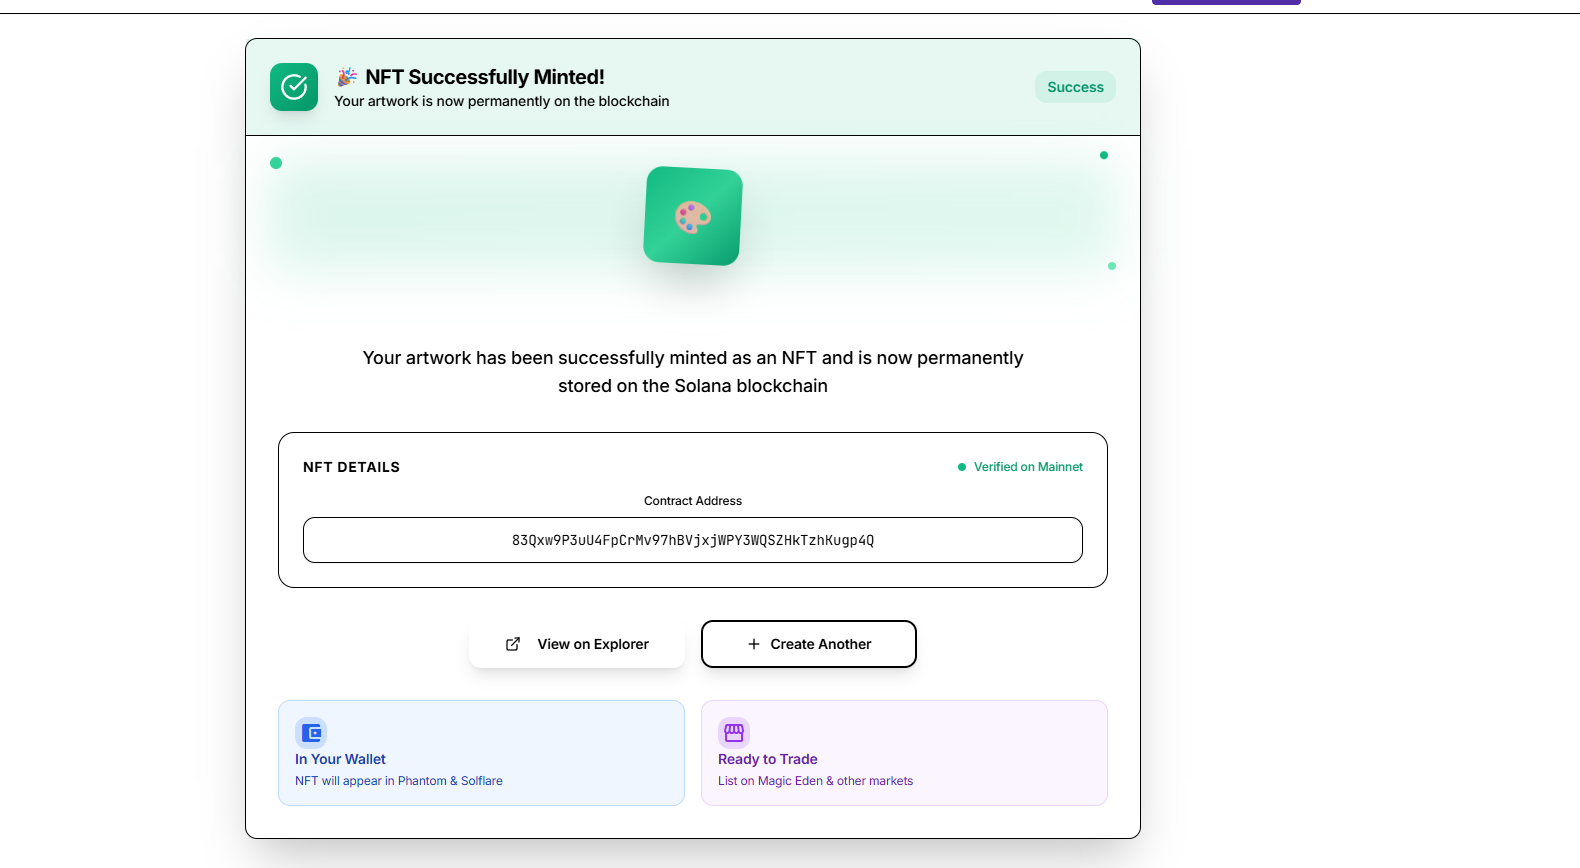 NFT Successfully Minted!
Your artwork is now permanently on the blockchain
Success
Your artwork has been successfully minted as an NFT and is now permanently
stored on the Solana blockchain
NFT DETAILS
Verified on Mainnet
Contract Address
83Qxw9P3uU4FpCrMv97hBVjxjWPY3WQSZHkTzhKugp4Q
View on Explorer
Create Another
In Your Wallet
NFT will appear in Phantom & Solflare
Ready to Trade
List on Magic Eden & other markets